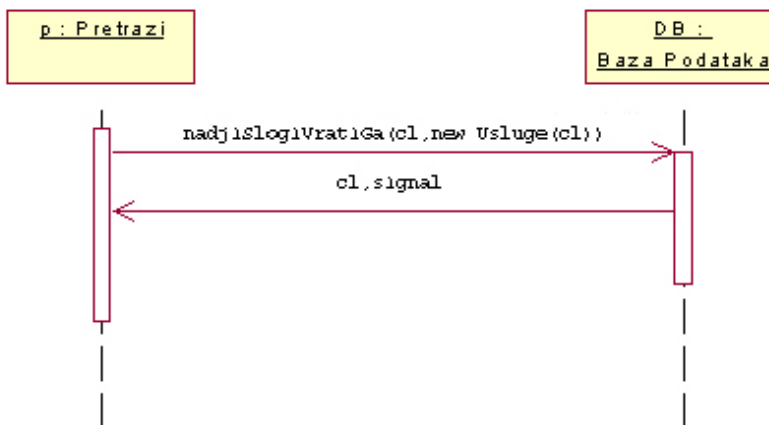 p : Pretrazi
DB :
Baza Podataka
nadjiSlogiVratiGa(cl,new Usluge(cl))
cl,signal